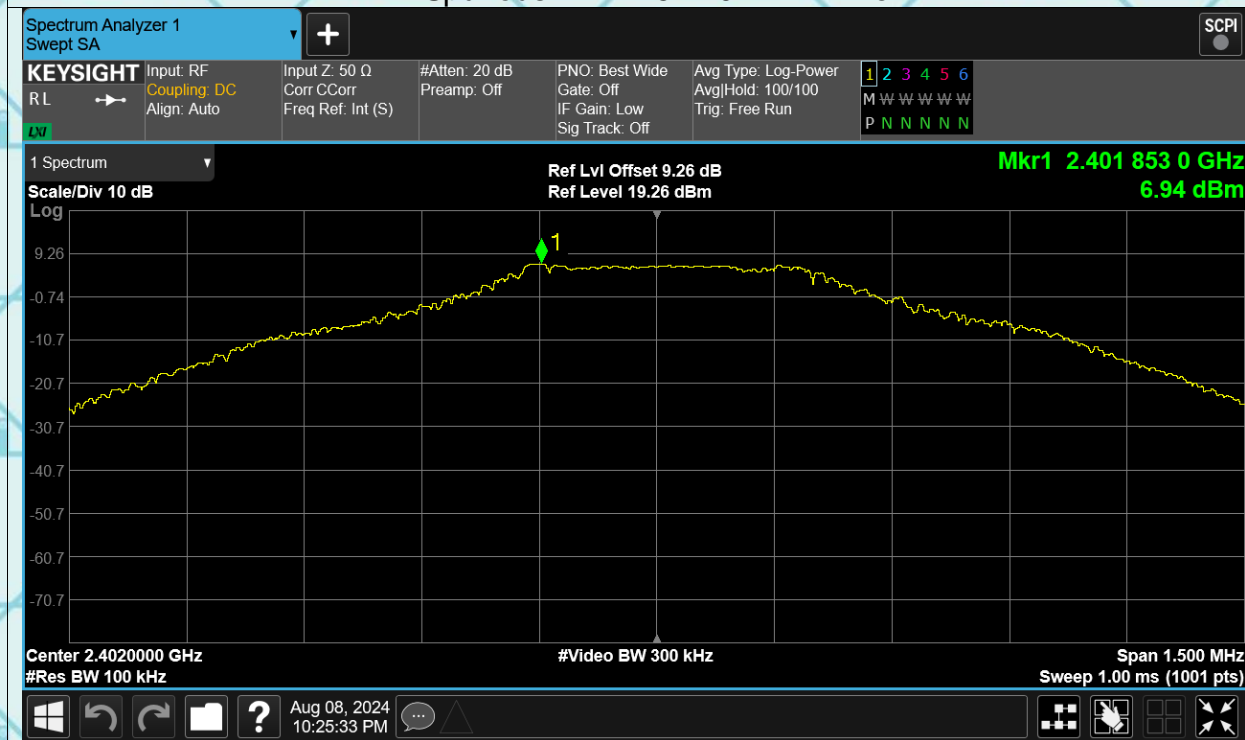 Spectrum Analyzer 1
Swept SA
SCPI
KEYSIGHT
RL
LXI
Input: RF
Coupling: DC
Align: Auto
Input Z: 50 Ω
Corr CCorr
Freq Ref: Int (S)
#Atten: 20 dB
Preamp: Off
PNO: Best Wide
Gate: Off
IF Gain: Low
Sig Track: Off
Avg Type: Log-Power
Avg|Hold: 100/100
Trig: Free Run
1 2 3 4 5 6
M W W W W W
P N N N N N
1 Spectrum
Scale/Div 10 dB
Log
Ref Lvl Offset 9.26 dB
Ref Level 19.26 dBm
Mkr1 2.401 853 0 GHz
6.94 dBm
1
9.26
-0.74
-10.7
-20.7
-30.7
-40.7
-50.7
-60.7
-70.7
Center 2.4020000 GHz
#Res BW 100 kHz
#Video BW 300 kHz
Span 1.500 MHz
Sweep 1.00 ms (1001 pts)
?
Aug 08, 2024
10:25:33 PM